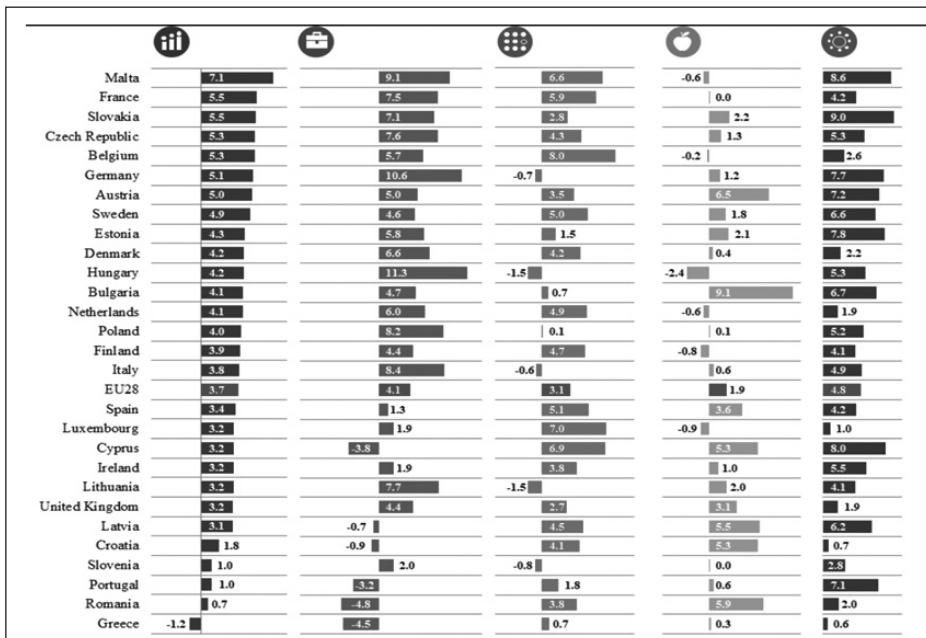 Malta 7.1 9.1 6.6 -0.6 8.6
France 5.5 7.5 5.9 0.0 4.2
Slovakia 5.5 7.1 2.8 2.2 9.0
Czech Republic 5.3 7.6 4.3 1.3 5.3
Belgium 5.3 5.7 8.0 -0.2 2.6
Germany 5.1 10.6 -0.7 1.2 7.7
Austria 5.0 5.0 3.5 6.5 7.2
Sweden 4.9 4.6 5.0 1.8 6.6
Estonia 4.3 5.8 1.5 2.1 7.8
Denmark 4.2 6.6 4.2 0.4 2.2
Hungary 4.2 11.3 -1.5 -2.4 5.3
Bulgaria 4.1 4.7 0.7 9.1 6.7
Netherlands 4.1 6.0 4.9 -0.6 1.9
Poland 4.0 8.2 0.1 0.1 5.2
Finland 3.9 4.4 4.7 -0.8 4.1
Italy 3.8 8.4 -0.6 0.6 4.9
EU28 3.7 4.1 3.1 1.9 4.8
Spain 3.4 1.3 5.1 3.6 4.2
Luxembourg 3.2 1.9 7.0 -0.9 1.0
Cyprus 3.2 -3.8 6.9 5.3 8.0
Ireland 3.2 1.9 3.8 1.0 5.5
Lithuania 3.2 7.7 -1.5 2.0 4.1
United Kingdom 3.2 4.4 2.7 3.1 1.9
Latvia 3.1 -0.7 4.5 5.5 6.2
Croatia 1.8 -0.9 4.1 5.3 0.7
Slovenia 1.0 2.0 -0.8 0.0 2.8
Portugal 1.0 -3.2 1.8 0.6 7.1
Romania 0.7 -4.8 3.8 5.9 2.0
Greece -1.2 -4.5 0.7 0.3 0.6